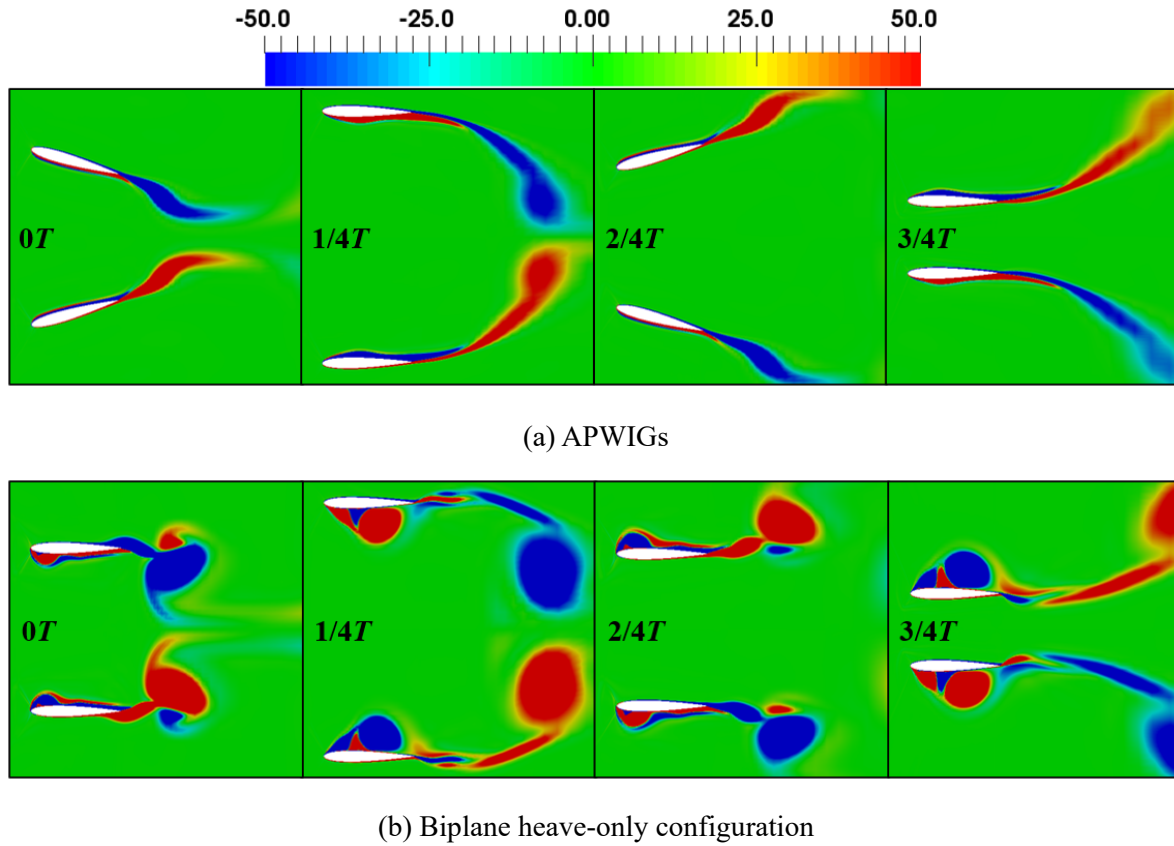 -50.0 -25.0 0.00 25.0 50.0
0T 1/4T 2/4T 3/4T
(a) APWIGs
0T 1/4T 2/4T 3/4T
(b) Biplane heave-only configuration